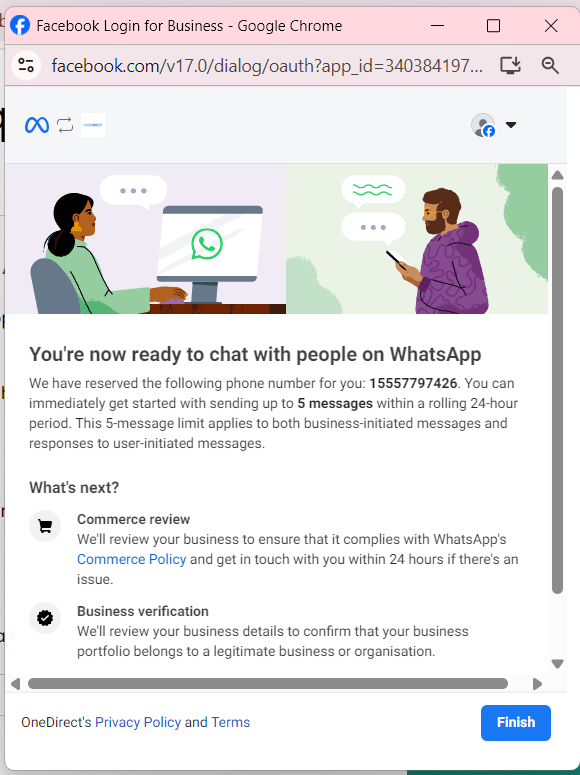 Facebook Login for Business - Google Chrome
facebook.com/v17.0/dialog/oauth?app_id=340384197...
You're now ready to chat with people on WhatsApp
We have reserved the following phone number for you: 15557797426. You can
immediately get started with sending up to 5 messages within a rolling 24-hour
period. This 5-message limit applies to both business-initiated messages and
responses to user-initiated messages.
What's next?
Commerce review
We'll review your business to ensure that it complies with WhatsApp's
Commerce Policy and get in touch with you within 24 hours if there's an
issue.
Business verification
We'll review your business details to confirm that your business
portfolio belongs to a legitimate business or organisation.
OneDirect's Privacy Policy and Terms
Finish